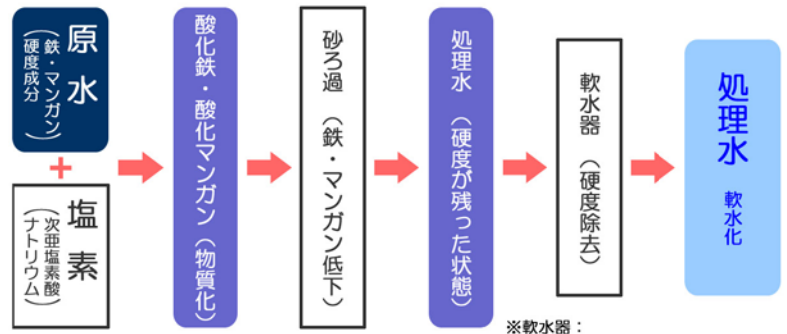 原水
（鉄・マンガン
硬度成分）
＋
塩素
（次亜塩素酸
ナトリウム）
酸化鉄・酸化マンガン（物質化）
砂ろ過（鉄・マンガン低下）
処理水（硬度が残った状態）
軟水器（硬度除去）
処理水
軟水化
※軟水器：